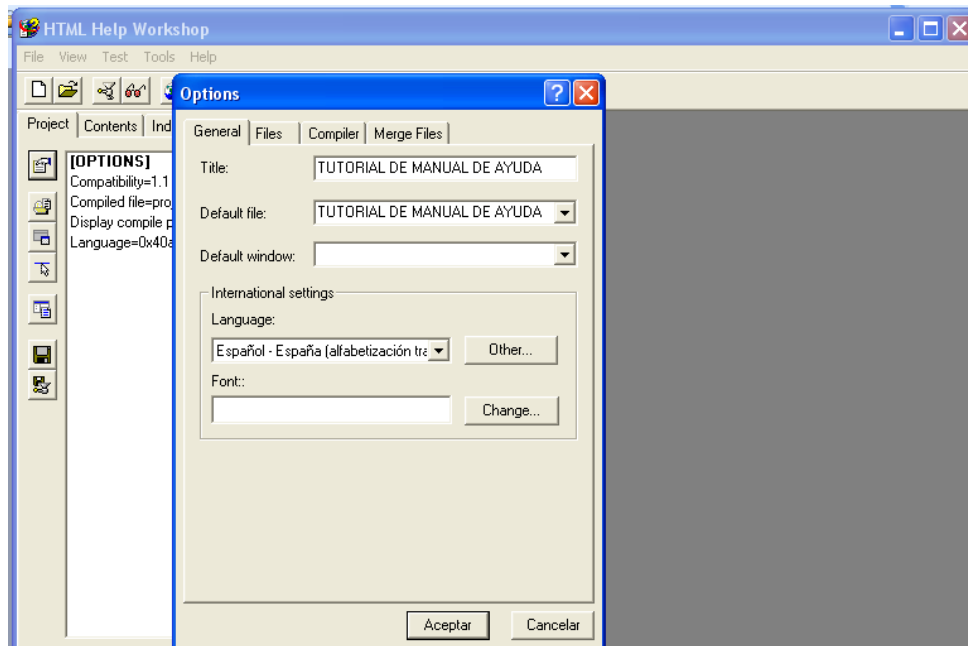 HTML Help Workshop
File View Test Tools Help
Options
Project Contents Ind
General Files Compiler Merge Files
[OPTIONS]
Compatibility=1.1
Compiled file=proj
Display compile p
Language=0x40a
Title: TUTORIAL DE MANUAL DE AYUDA
Default file: TUTORIAL DE MANUAL DE AYUDA
Default window:
International settings
Language:
Español - España (alfabetización tra Other...
Font::
Change...
Aceptar Cancelar